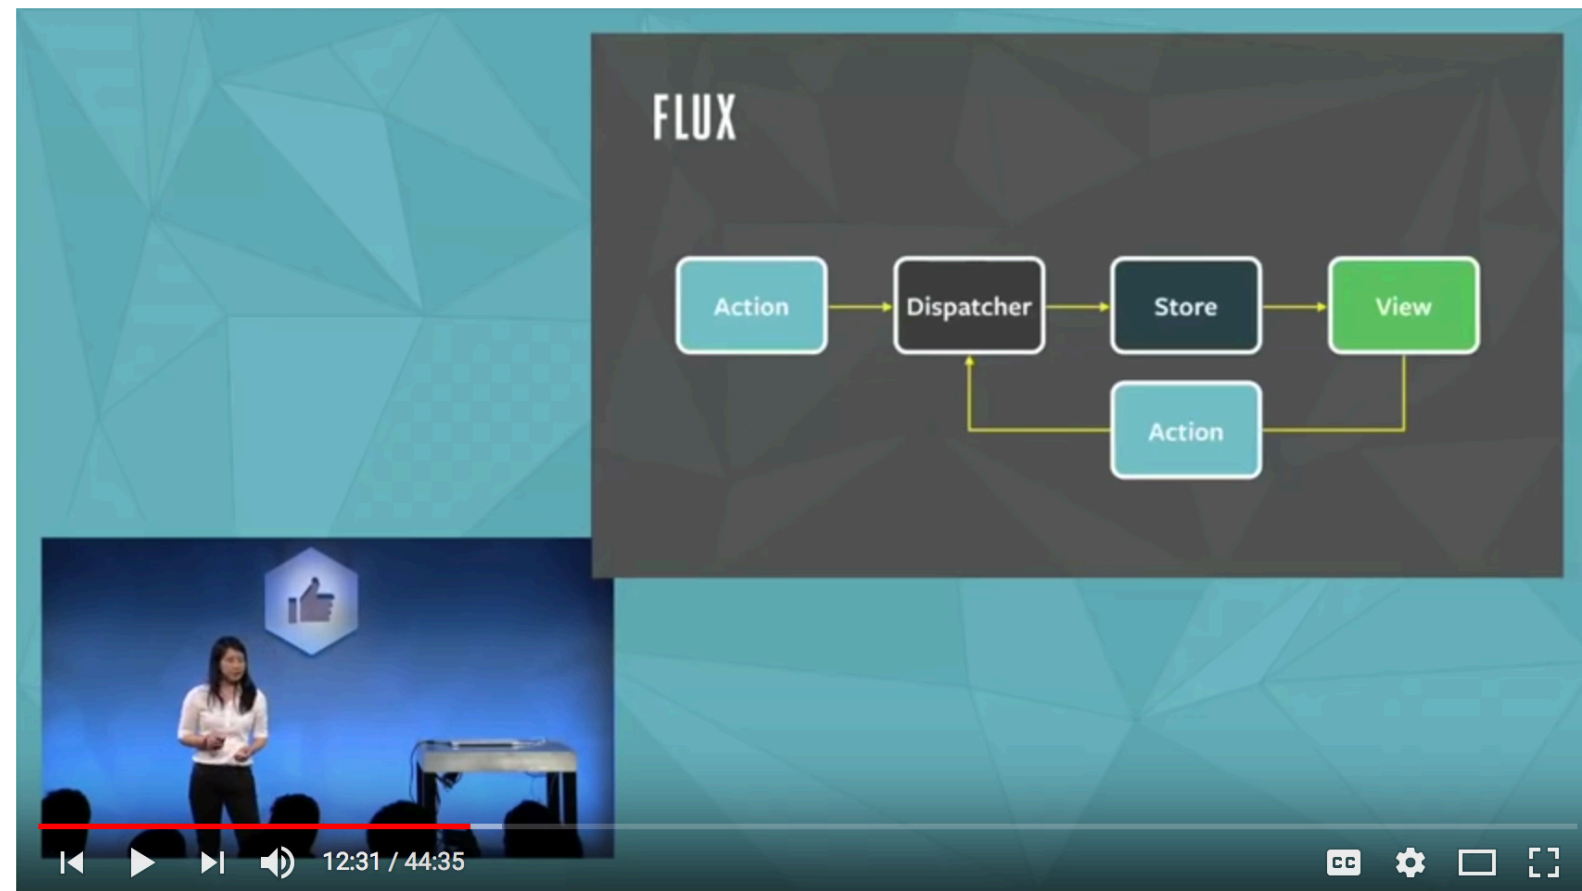 FLUX
Action
Dispatcher
Store
View
Action
12:31 / 44:35
CC